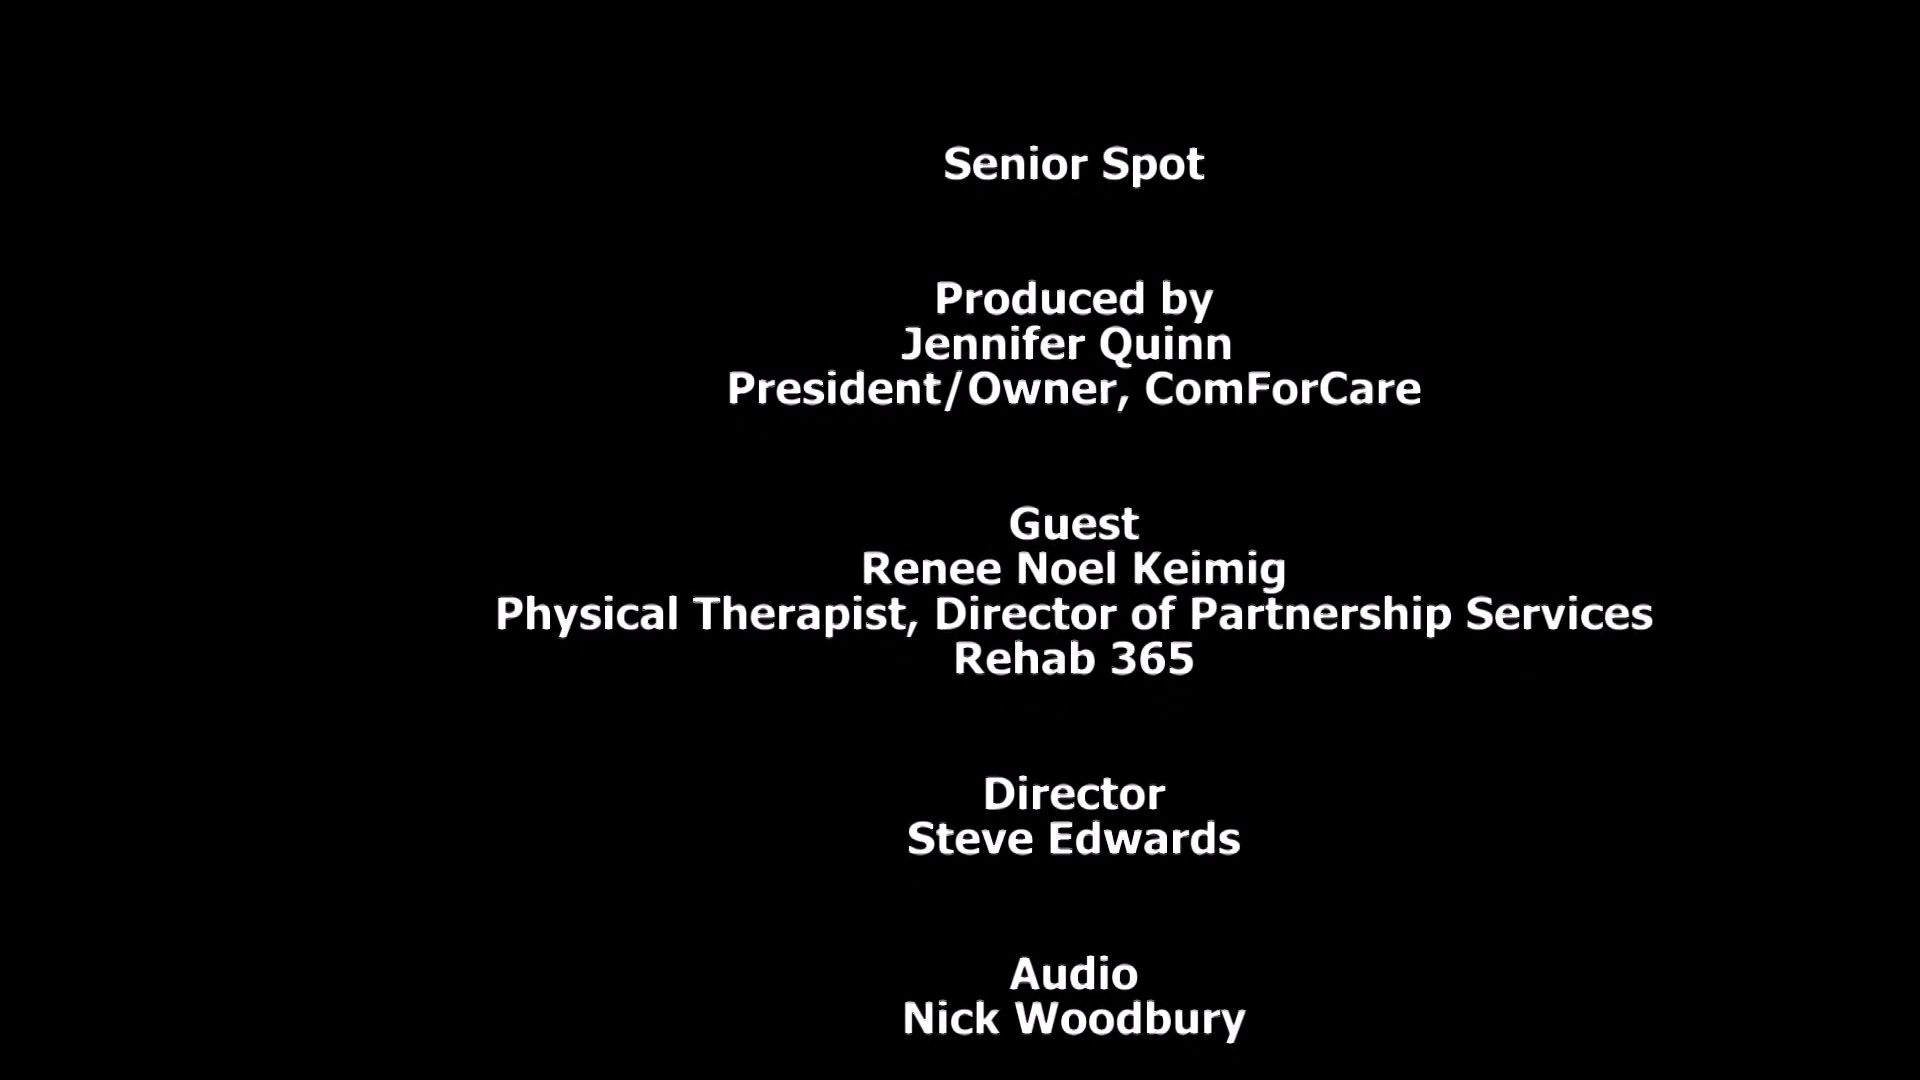 Senior Spot
Produced by
Jennifer Quinn
President/Owner, ComForCare
Guest
Renee Noel Keimig
Physical Therapist, Director of Partnership Services
Rehab 365
Director
Steve Edwards
Audio
Nick Woodbury